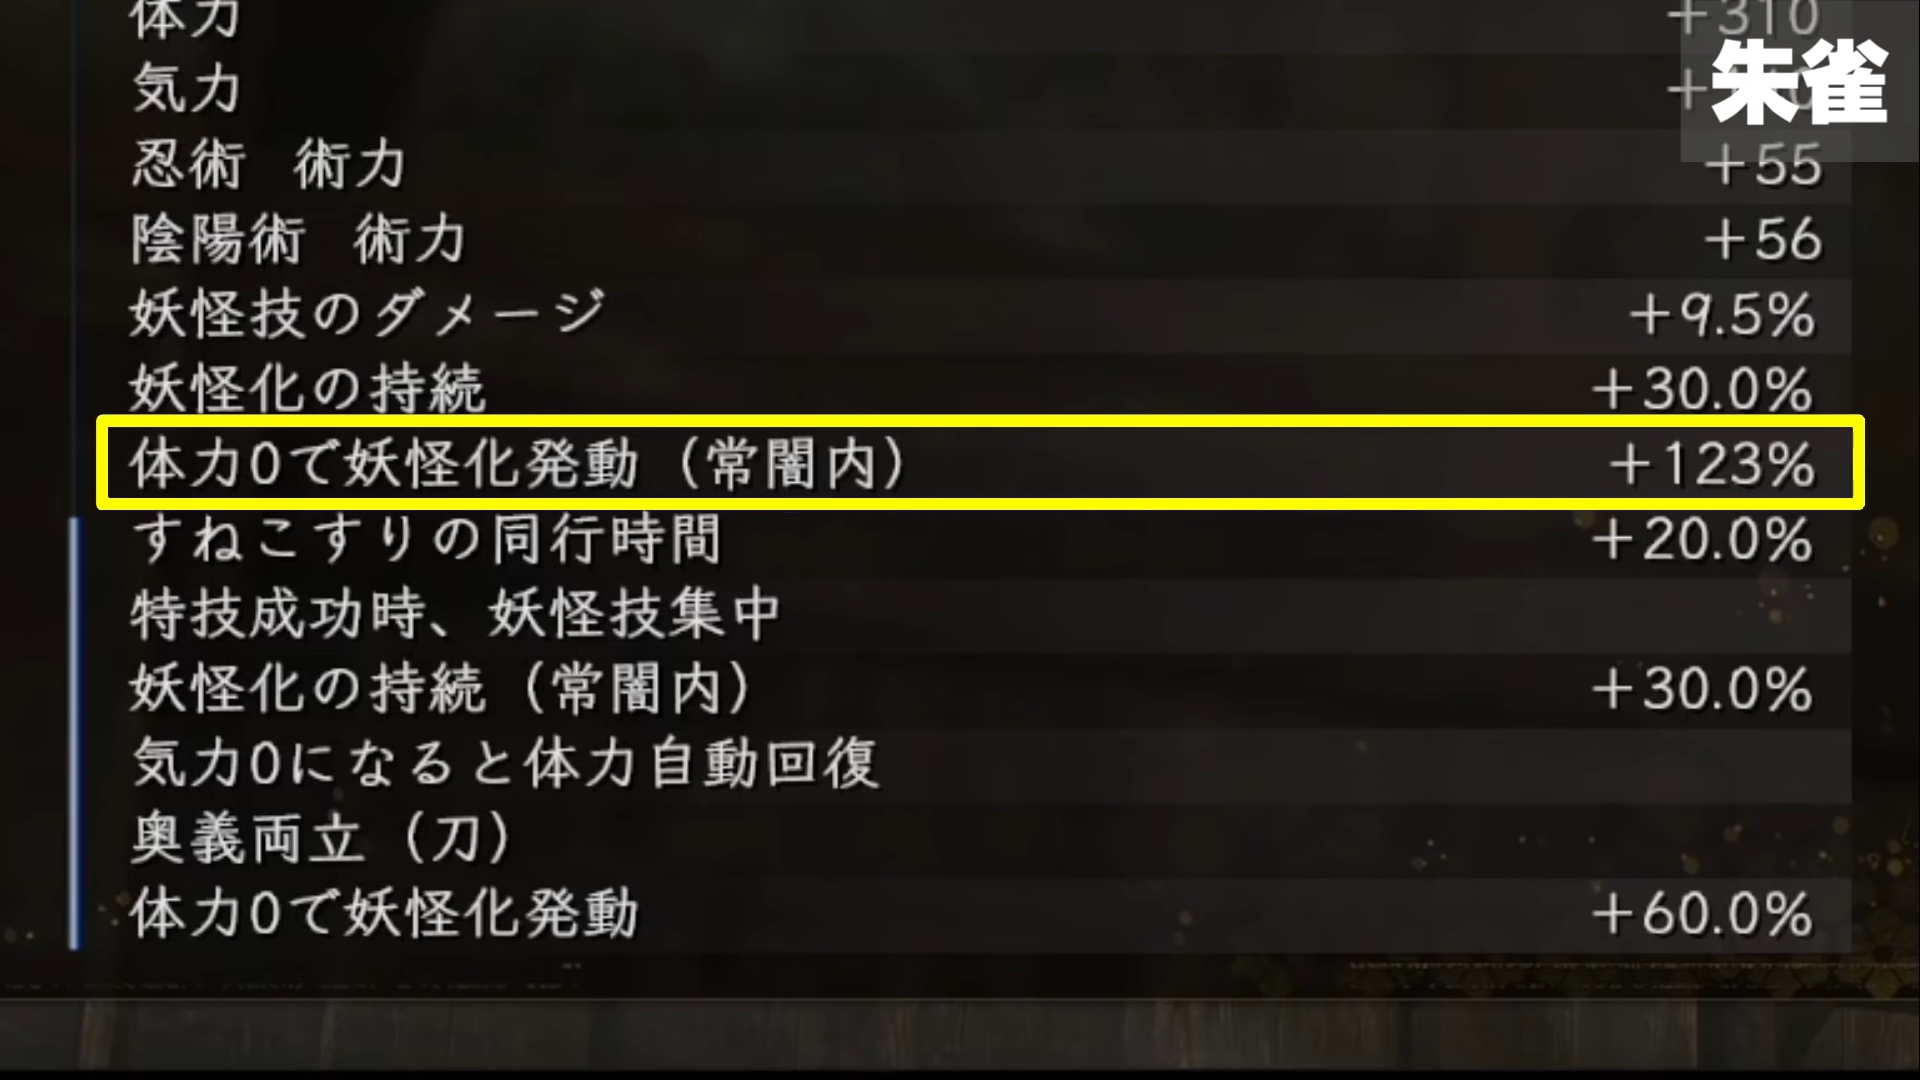 体力 +310
朱雀
気力
忍術 術力 +55
陰陽術 術力 +56
妖怪技のダメージ +9.5%
妖怪化の持続 +30.0%
体力0で妖怪化発動（常闇内） +123%
すねこすりの同行時間 +20.0%
特技成功時、妖怪技集中
妖怪化の持続（常闇内） +30.0%
気力0になると体力自動回復
奥義両立（刀）
体力0で妖怪化発動 +60.0%